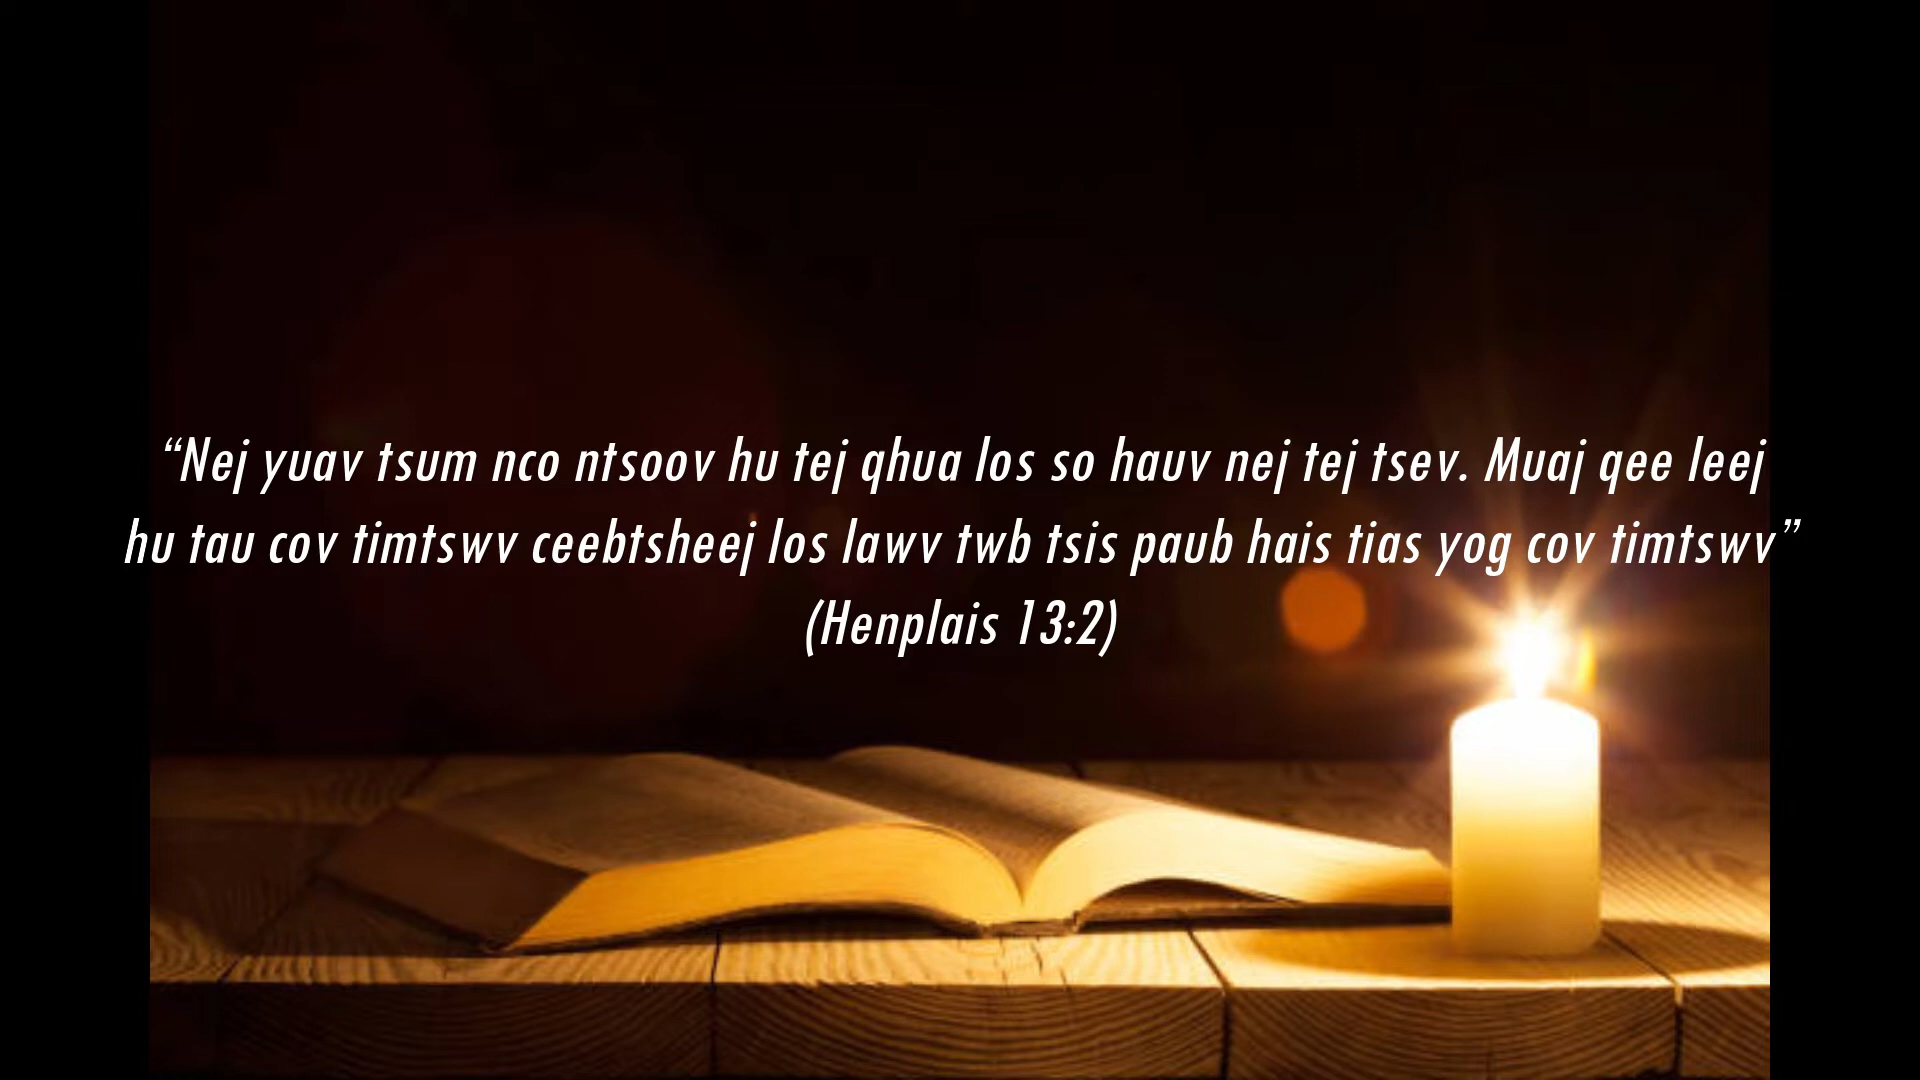 “Nej yuav tsum nco ntsoov hu tej qhua los so hauv nej tej tsev. Muaj qee leej
hu tau cov timtswv ceebtsheej los lawv twb tsis paub hais tias yog cov timtswv”
(Henplais 13:2)